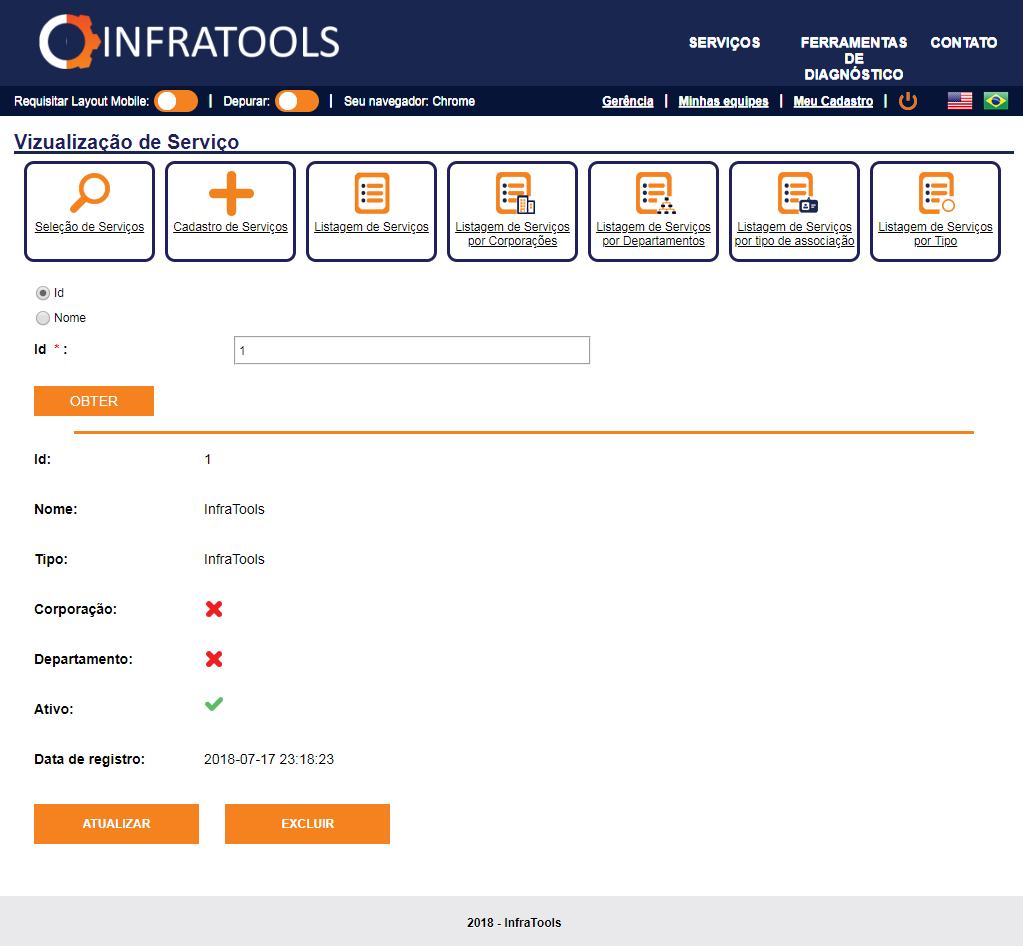 INFRATOOLS
SERVIÇOS
FERRAMENTAS
DE
DIAGNÓSTICO
CONTATO
Requisitar Layout Mobile: | Depurar: | Seu navegador: Chrome
Gerência | Minhas equipes | Meu Cadastro |
Vizualização de Serviço
Seleção de Serviços
Cadastro de Serviços
Listagem de Serviços
Listagem de Serviços
por Corporações
Listagem de Serviços
por Departamentos
Listagem de Serviços
por tipo de associação
Listagem de Serviços
por Tipo
Id
Nome
Id * : 1
OBTER
Id: 1
Nome: InfraTools
Tipo: InfraTools
Corporação:
Departamento:
Ativo:
Data de registro: 2018-07-17 23:18:23
ATUALIZAR EXCLUIR
2018 - InfraTools